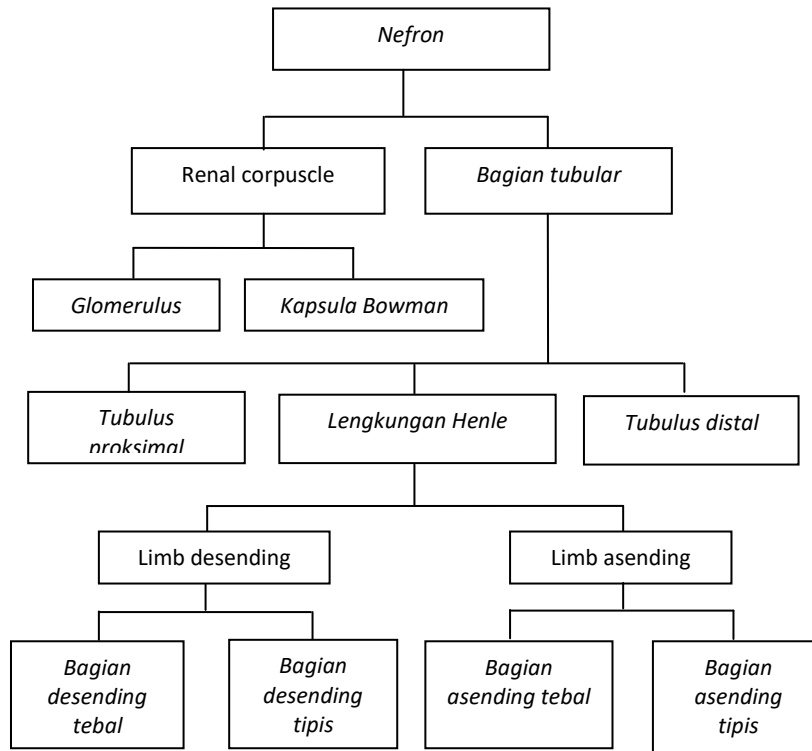 Nefron
Renal corpuscle
Bagian tubular
Glomerulus
Kapsula Bowman
Tubulus
proksimal
Lengkungan Henle
Tubulus distal
Limb desending
Limb asending
Bagian
desending
tebal
Bagian
desending
tipis
Bagian
asending tebal
Bagian
asending
tipis